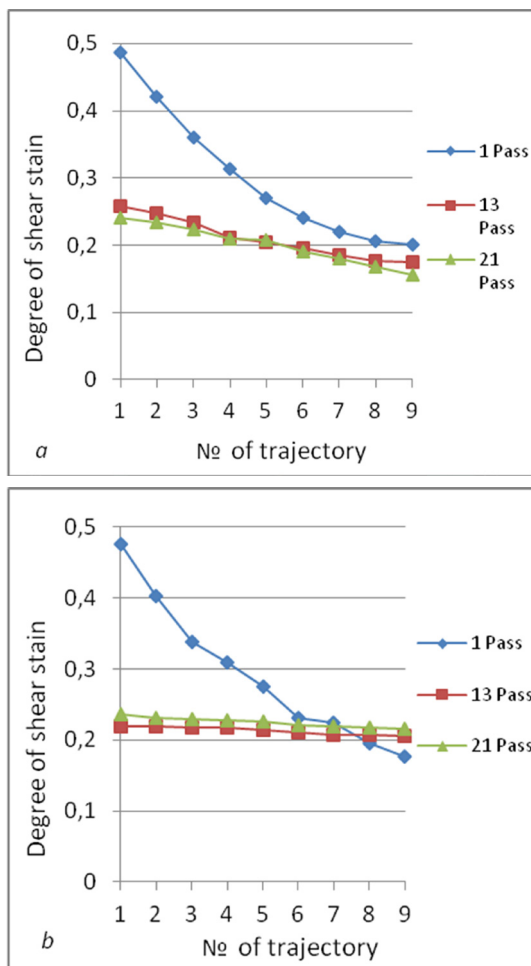 0,5
0,4
0,3
0,2
0,1
0
Degree of shear stain
1 2 3 4 5 6 7 8 9
№ of trajectory
1 Pass
13
Pass
21
Pass
a
0,5
0,4
0,3
0,2
0,1
0
Degree of shear stain
1 2 3 4 5 6 7 8 9
№ of trajectory
1 Pass
13 Pass
21 Pass
b